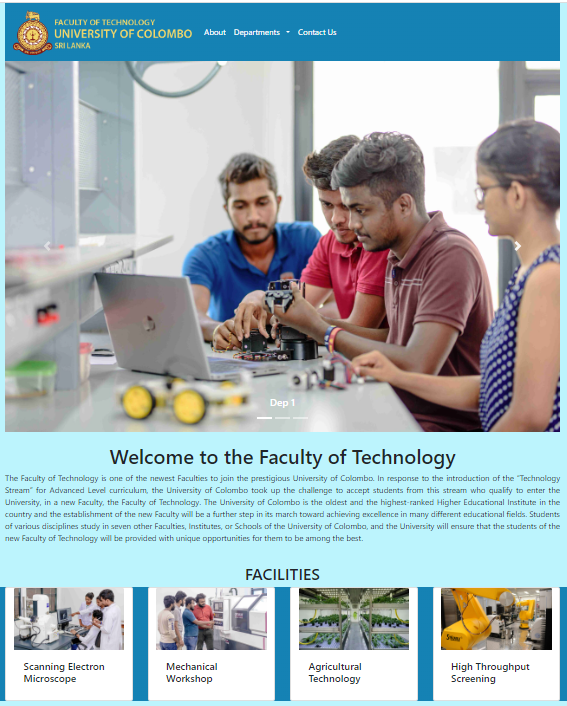 FACULTY OF TECHNOLOGY
UNIVERSITY OF COLOMBO
SRI LANKA
About Departments Contact Us
Dep 1
Welcome to the Faculty of Technology
The Faculty of Technology is one of the newest Faculties to join the prestigious University of Colombo. In response to the introduction of the "Technology
Stream" for Advanced Level curriculum, the University of Colombo took up the challenge to accept students from this stream who qualify to enter the
University, in a new Faculty, the Faculty of Technology. The University of Colombo is the oldest and the highest-ranked Higher Educational Institute in the
country and the establishment of the new Faculty will be a further step in its march toward achieving excellence in many different educational fields. Students
of various disciplines study in seven other Faculties, Institutes, or Schools of the University of Colombo, and the University will ensure that the students of the
new Faculty of Technology will be provided with unique opportunities for them to be among the best.
FACILITIES
Scanning Electron
Microscope
Mechanical
Workshop
Agricultural
Technology
High Throughput
Screening